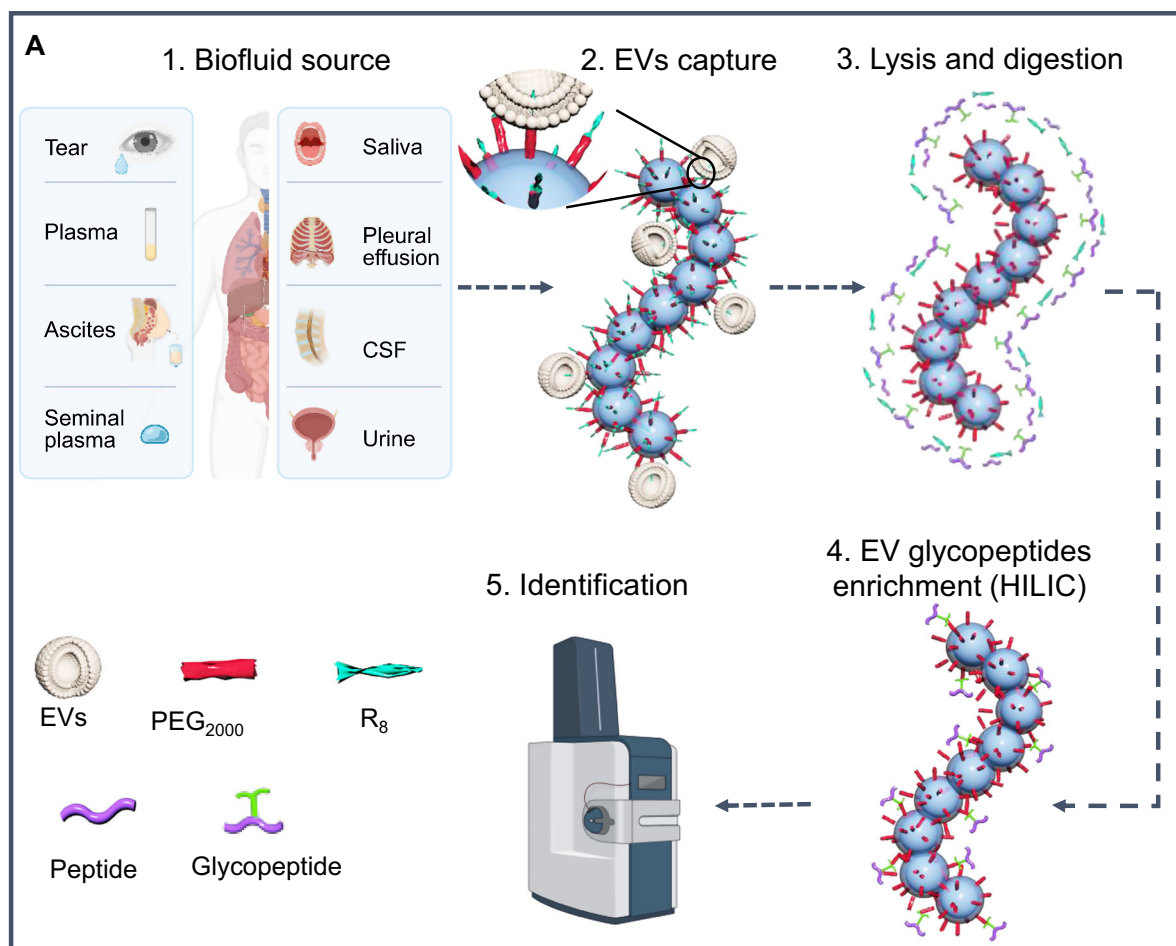 A
1. Biofluid source
2. EVs capture
3. Lysis and digestion
Tear
Saliva
Plasma
Pleural
effusion
Ascites
CSF
Seminal
plasma
Urine
4. EV glycopeptides
enrichment (HILIC)
5. Identification
EVs
PEG₂₀₀₀
R₈
Peptide
Glycopeptide